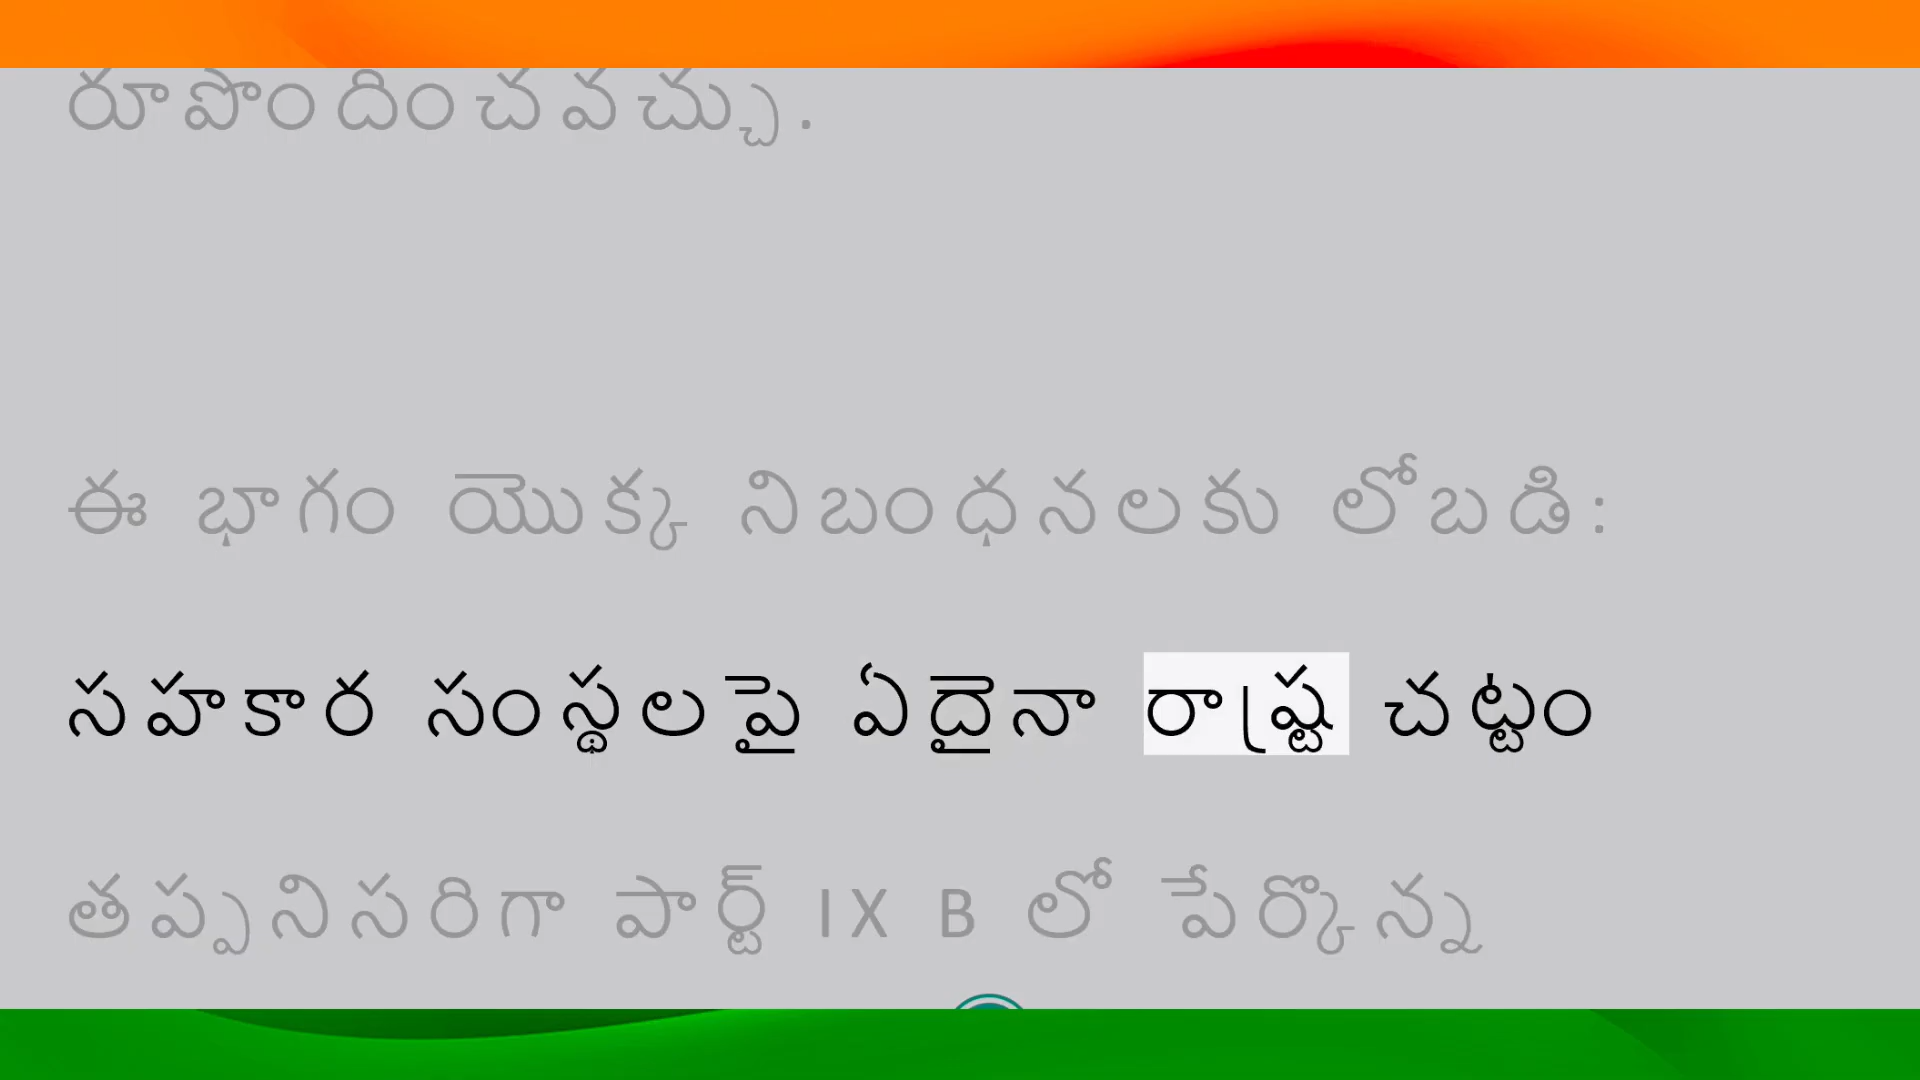 రూపొందించవచ్చు.
ఈ భాగం యొక్క నిబంధనలకు లోబడి:
సహకార సంస్థలపై ఏదైనా రాష్ట్ర చట్టం
తప్పనిసరిగా పార్ట్ IX B లో పేర్కొన్న